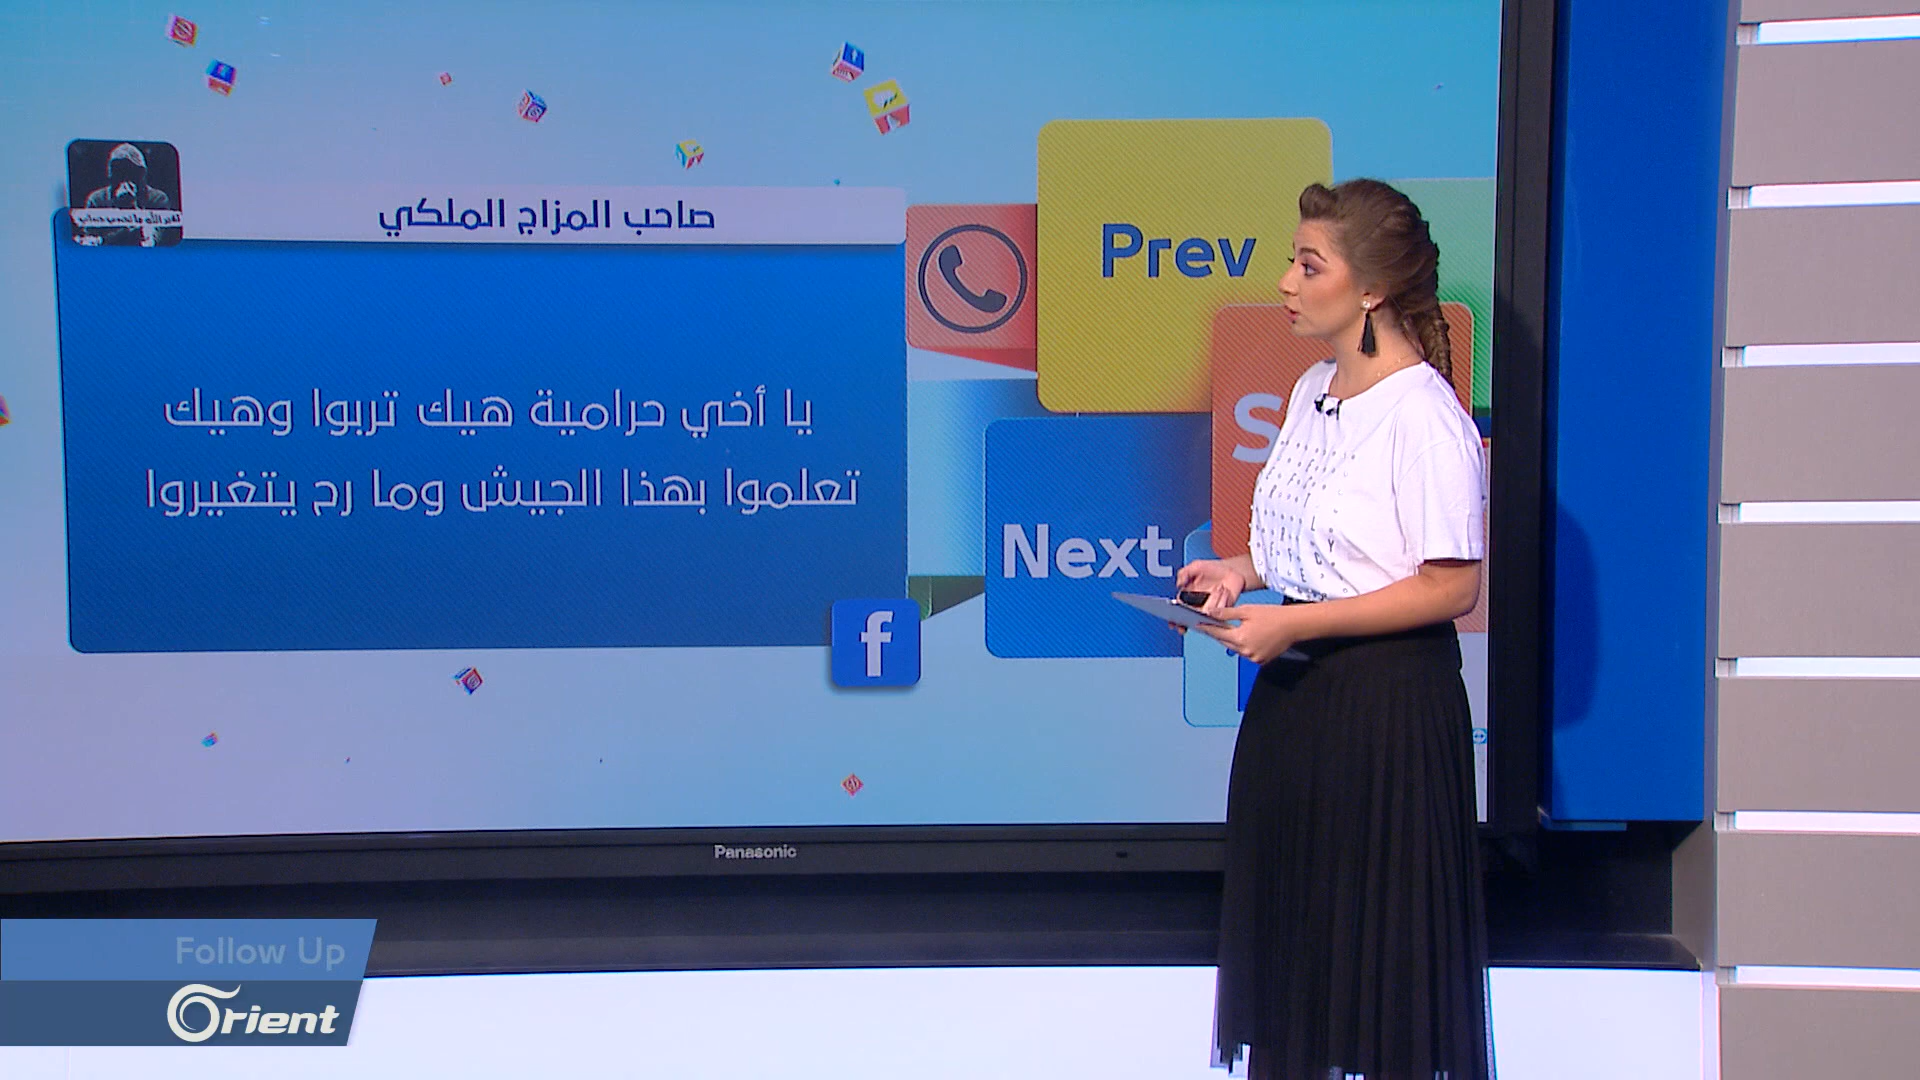 صاحب المزاج الملكي
يا أخي حرامية هيك تربوا وهيك
تعلموا بهذا الجيش وما رح يتغيروا
f
Prev
S
Next
Panasonic
Follow Up
Orient